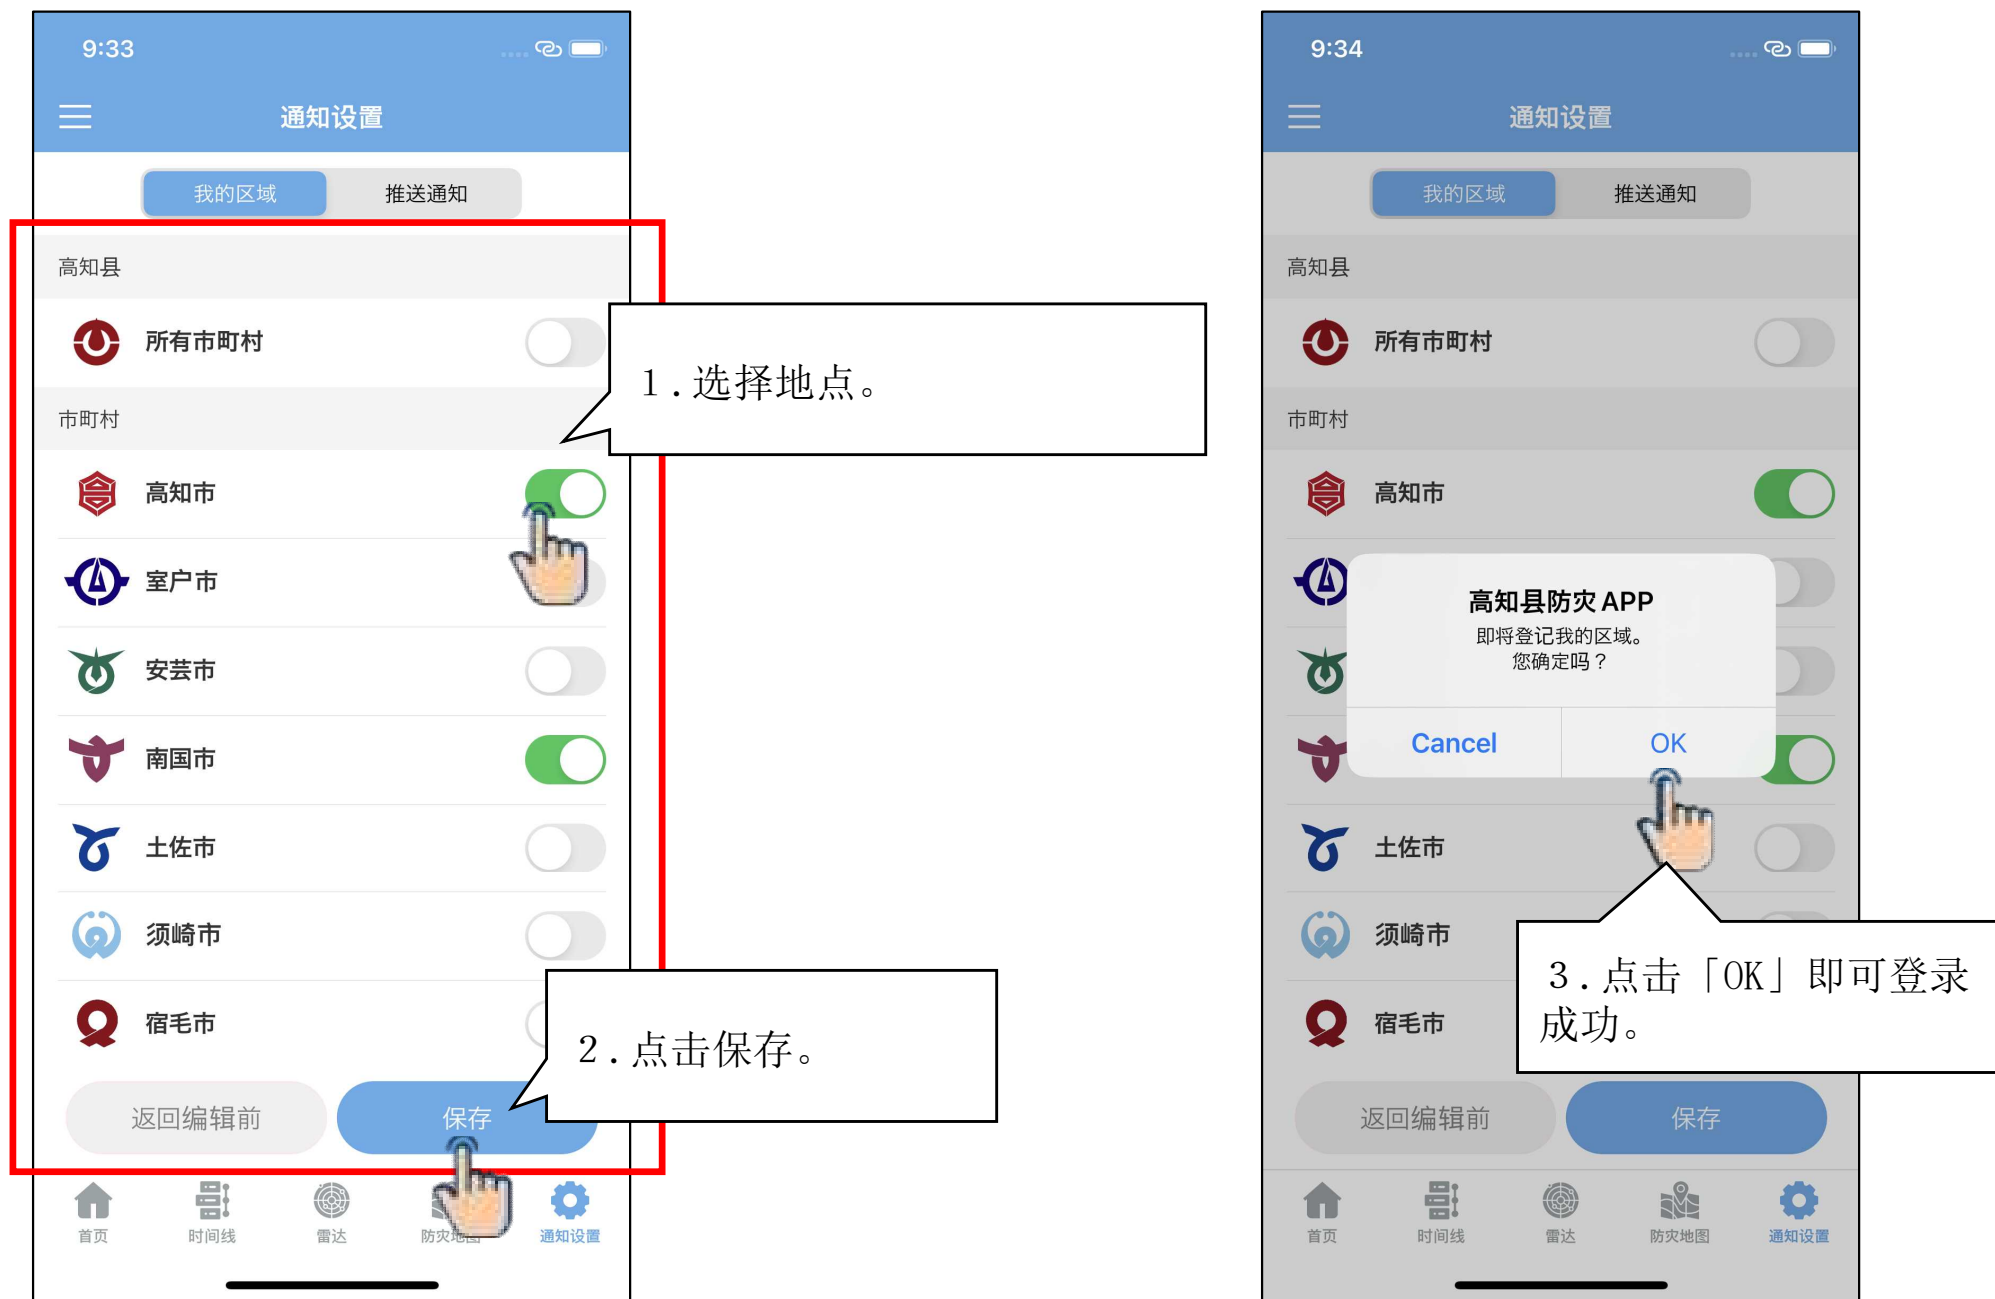 9:33
通知设置
我的区域
推送通知
高知县
所有市町村
市町村
高知市
室户市
安芸市
南国市
土佐市
须崎市
宿毛市
返回编辑前
保存
首页
时间线
雷达
防灾地图
通知设置
1.选择地点。
2.点击保存。
9:34
通知设置
我的区域
推送通知
高知县
所有市町村
市町村
高知市
高知县防灾 APP
即将登记我的区域。
您确定吗？
Cancel
OK
土佐市
须崎市
宿毛市
3.点击「OK」即可登录
成功。
返回编辑前
保存
首页
时间线
雷达
防灾地图
通知设置